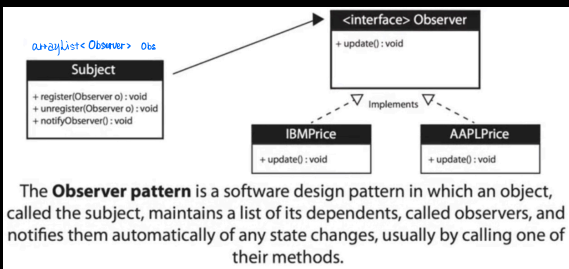 <interface> Observer
+ update() : void
arrayList<Observer> Obs
Subject
+ register(Observer o) : void
+ unregister(Observer o) : void
+ notifyObserver() : void
Implements
IBMPrice
+ update() : void
AAPLPrice
+ update() : void
The Observer pattern is a software design pattern in which an object,
called the subject, maintains a list of its dependents, called observers, and
notifies them automatically of any state changes, usually by calling one of
their methods.